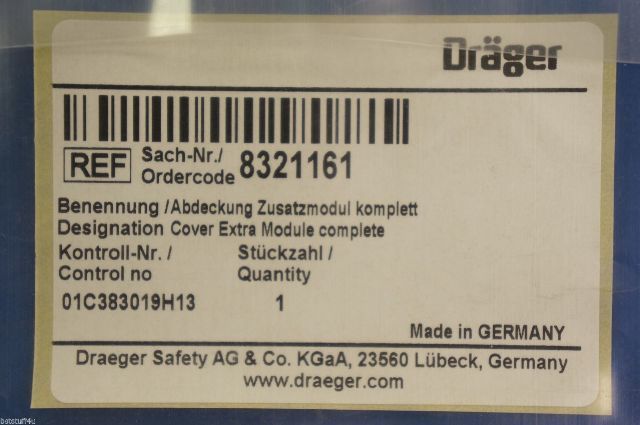 Dräger
REF Sach-Nr./ Ordercode 8321161
Benennung / Abdeckung Zusatzmodul komplett
Designation Cover Extra Module complete
Kontroll-Nr. / Stückzahl /
Control no Quantity
01C383019H13 1
Made in GERMANY
Draeger Safety AG & Co. KGaA, 23560 Lübeck, Germany
www.draeger.com
botstuff4u